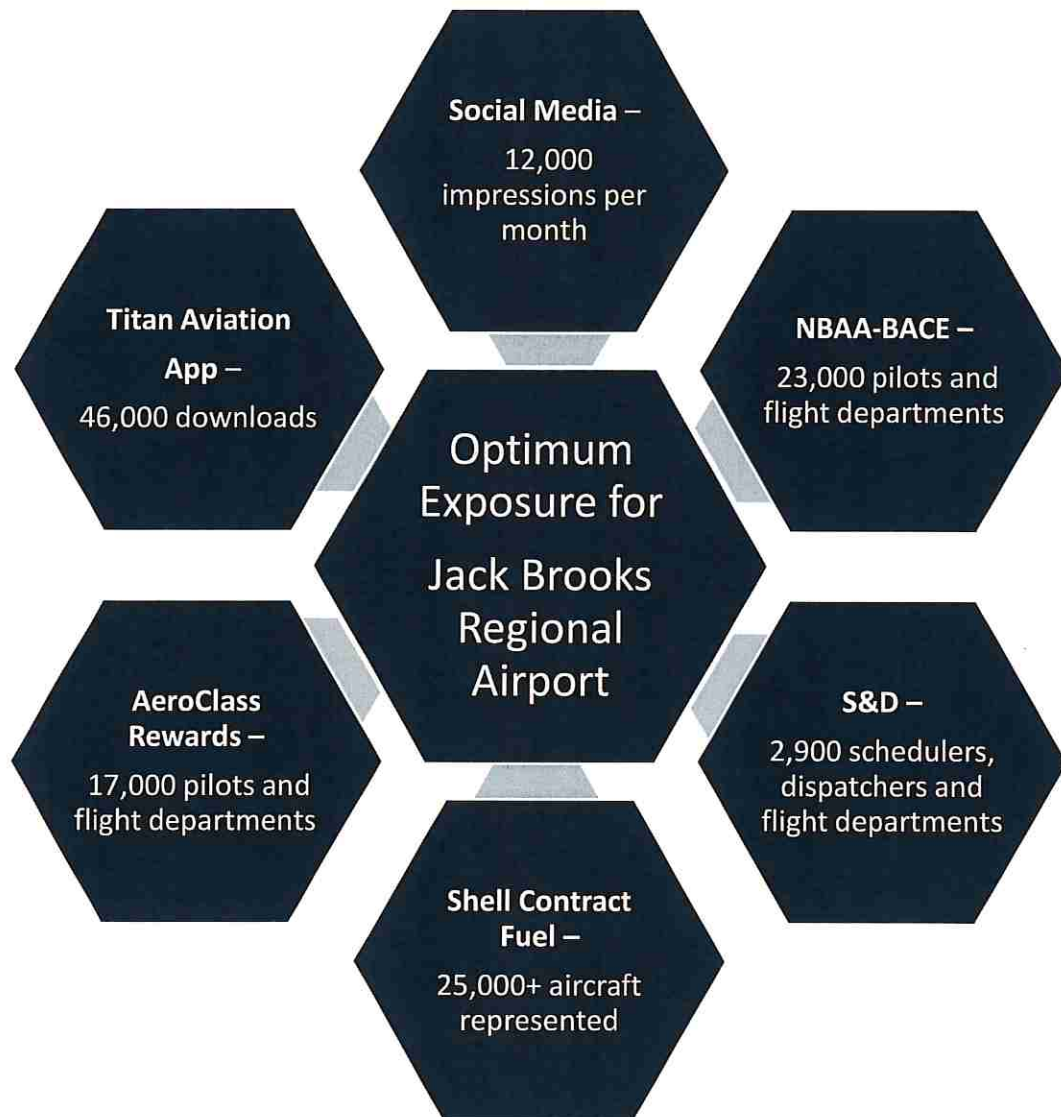 Social Media –
12,000
impressions per
month
Titan Aviation
App –
46,000 downloads
NBAA-BACE –
23,000 pilots and
flight departments
Optimum
Exposure for
Jack Brooks
Regional
Airport
AeroClass
Rewards –
17,000 pilots and
flight departments
S&D –
2,900 schedulers,
dispatchers and
flight departments
Shell Contract
Fuel –
25,000+ aircraft
represented